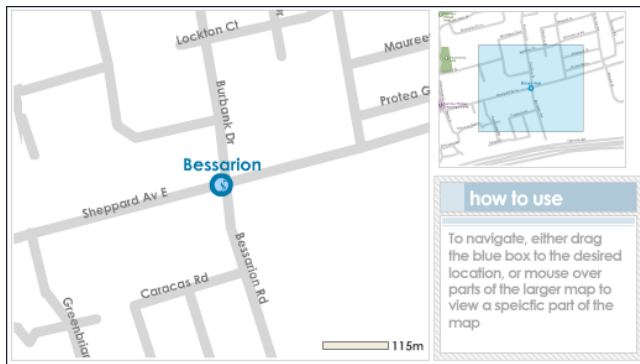 Lockton Ct
Mauree
Burbank Dr
Protea G
Bessarion
Sheppard Av E
Bessarion Rd
Caracas Rd
Greenbriar
115m
how to use
To navigate, either drag
the blue box to the desired
location, or mouse over
parts of the larger map to
view a speicfic part of the
map